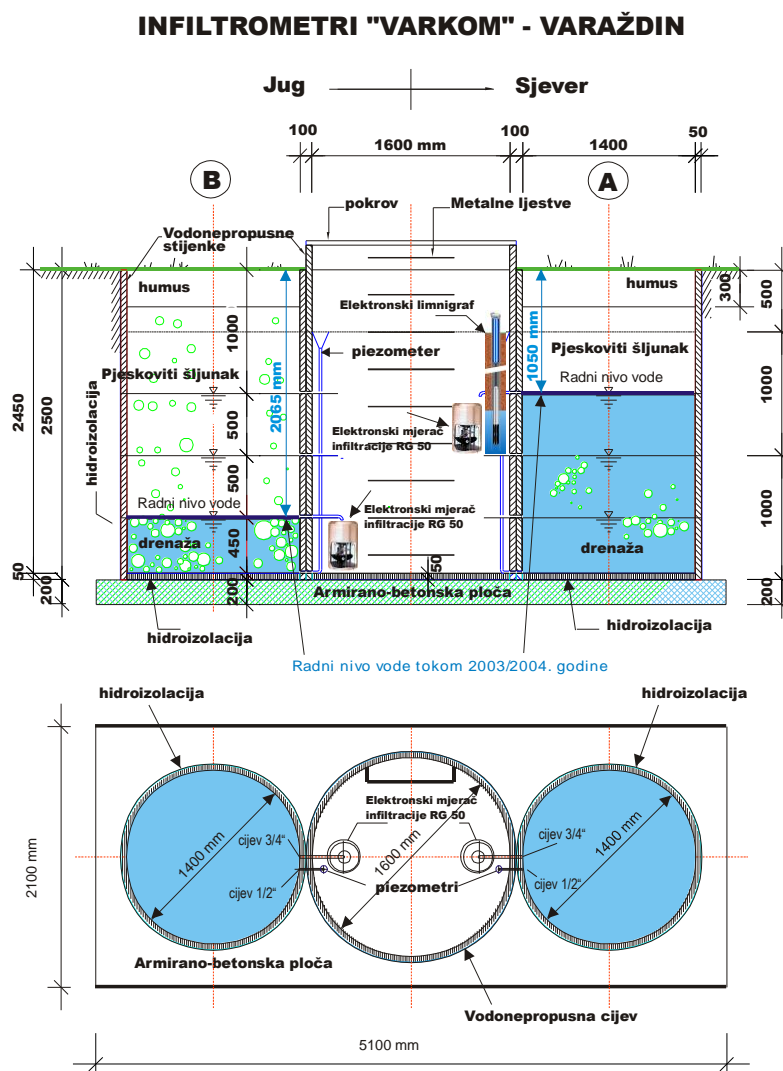 INFILTROMETRI "VARKOM" - VARAŽDIN
Jug
Sjever
100
1600 mm
100
1400
50
B
A
pokrov
Metalne ljestve
Vodonepropusne
stijenke
humus
humus
300
500
Elektronski limnigraf
1000
1050 mm
piezometer
Pjeskoviti šljunak
Pjeskoviti šljunak
Radni nivo vode
1000
2450
2500
hidroizolacija
2065 mm
500
Elektronski mjerač
infiltracije RG 50
500
Radni nivo vode
Elektronski mjerač
infiltracije RG 50
1000
drenaža
450
drenaža
50
50
200
200
Armirano-betonska ploča
200
hidroizolacija
hidroizolacija
Radni nivo vode tokom 2003/2004. godine
hidroizolacija
hidroizolacija
Elektronski mjerač
infiltracije RG 50
1400 mm
cijev 3/4"
1600 mm
cijev 3/4"
1400 mm
cijev 1/2"
piezometri
cijev 1/2"
2100 mm
Armirano-betonska ploča
Vodonepropusna cijev
5100 mm